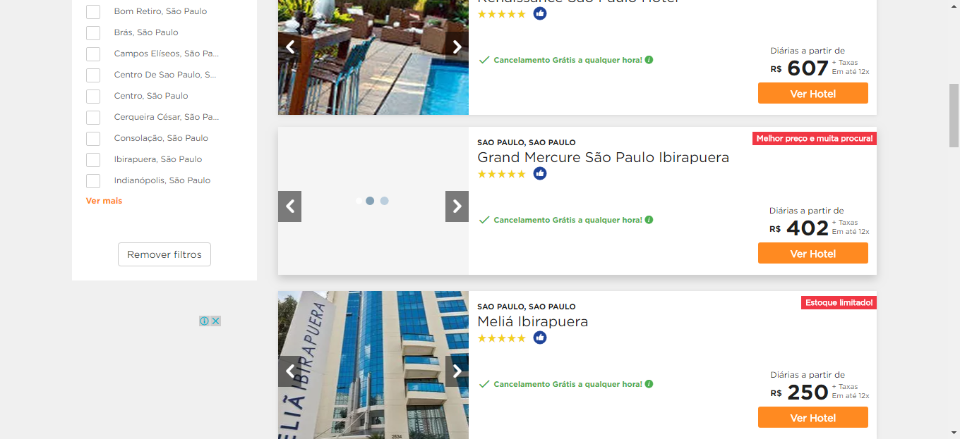 Bom Retiro, São Paulo
Brás, São Paulo
Campos Elíseos, São Pa...
Centro De Sao Paulo, S...
Centro, São Paulo
Cerqueira César, São Pa...
Consolação, São Paulo
Ibirapuera, São Paulo
Indianópolis, São Paulo
Ver mais
Remover filtros
Renaissance São Paulo Hotel
Cancelamento Grátis a qualquer hora!
Diárias a partir de
R$ 607 + Taxas
Em até 12x
Ver Hotel
SAO PAULO, SAO PAULO
Melhor preço e muita procura!
Grand Mercure São Paulo Ibirapuera
Cancelamento Grátis a qualquer hora!
Diárias a partir de
R$ 402 + Taxas
Em até 12x
Ver Hotel
SAO PAULO, SAO PAULO
Estoque limitado!
Meliá Ibirapuera
MELIÃ IBIRAPUERA
Cancelamento Grátis a qualquer hora!
Diárias a partir de
R$ 250 + Taxas
Em até 12x
Ver Hotel